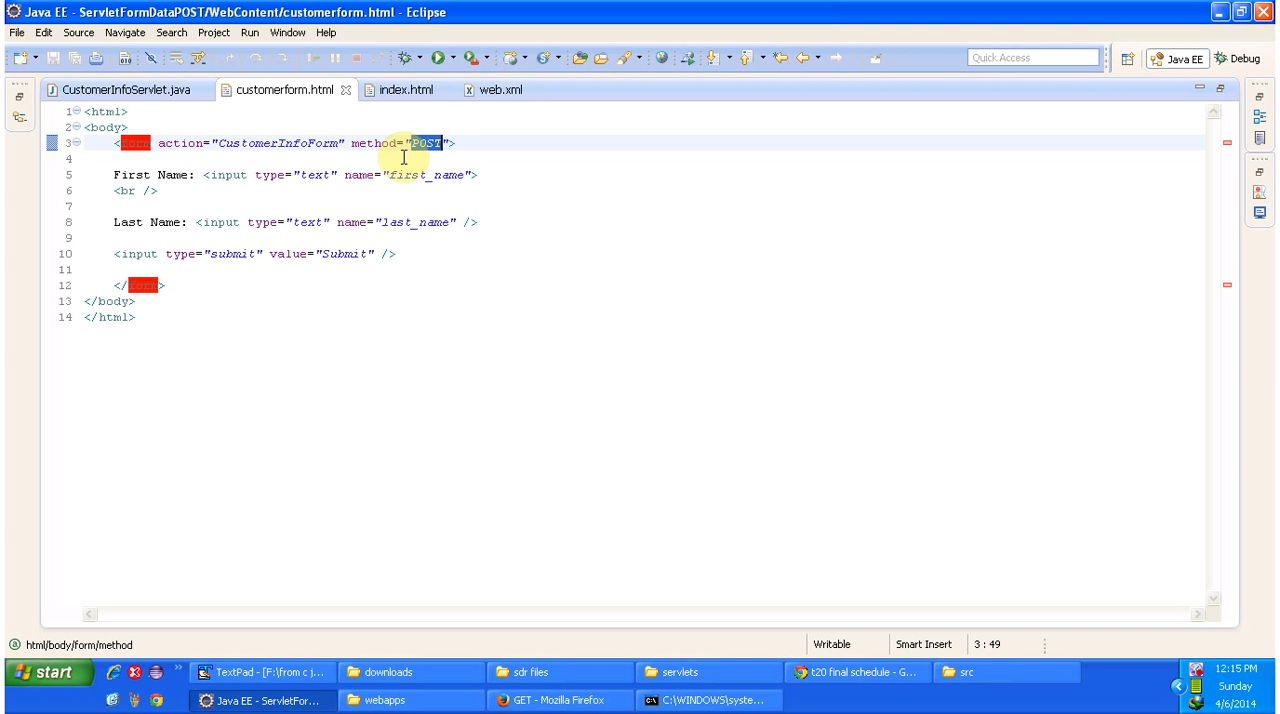 Java EE - ServletFormDataPOST/WebContent/customerform.html - Eclipse
File Edit Source Navigate Search Project Run Window Help
Quick Access Java EE Debug
CustomerInfoServlet.java customerform.html index.html web.xml
1 <html>
2 <body>
3 <form action="CustomerInfoForm" method="POST">
4
5 First Name: <input type="text" name="first_name">
6 <br />
7
8 Last Name: <input type="text" name="last_name" />
9
10 <input type="submit" value="Submit" />
11
12 </form>
13 </body>
14 </html>
html/body/form/method Writable Smart Insert 3 : 49
start TextPad - [F:\from c j... downloads sdr files servlets t20 final schedule - G... src 12:15 PM
Sunday
Java EE - ServletFor... webapps GET - Mozilla Firefox C:\WINDOWS\syste... 4/6/2014